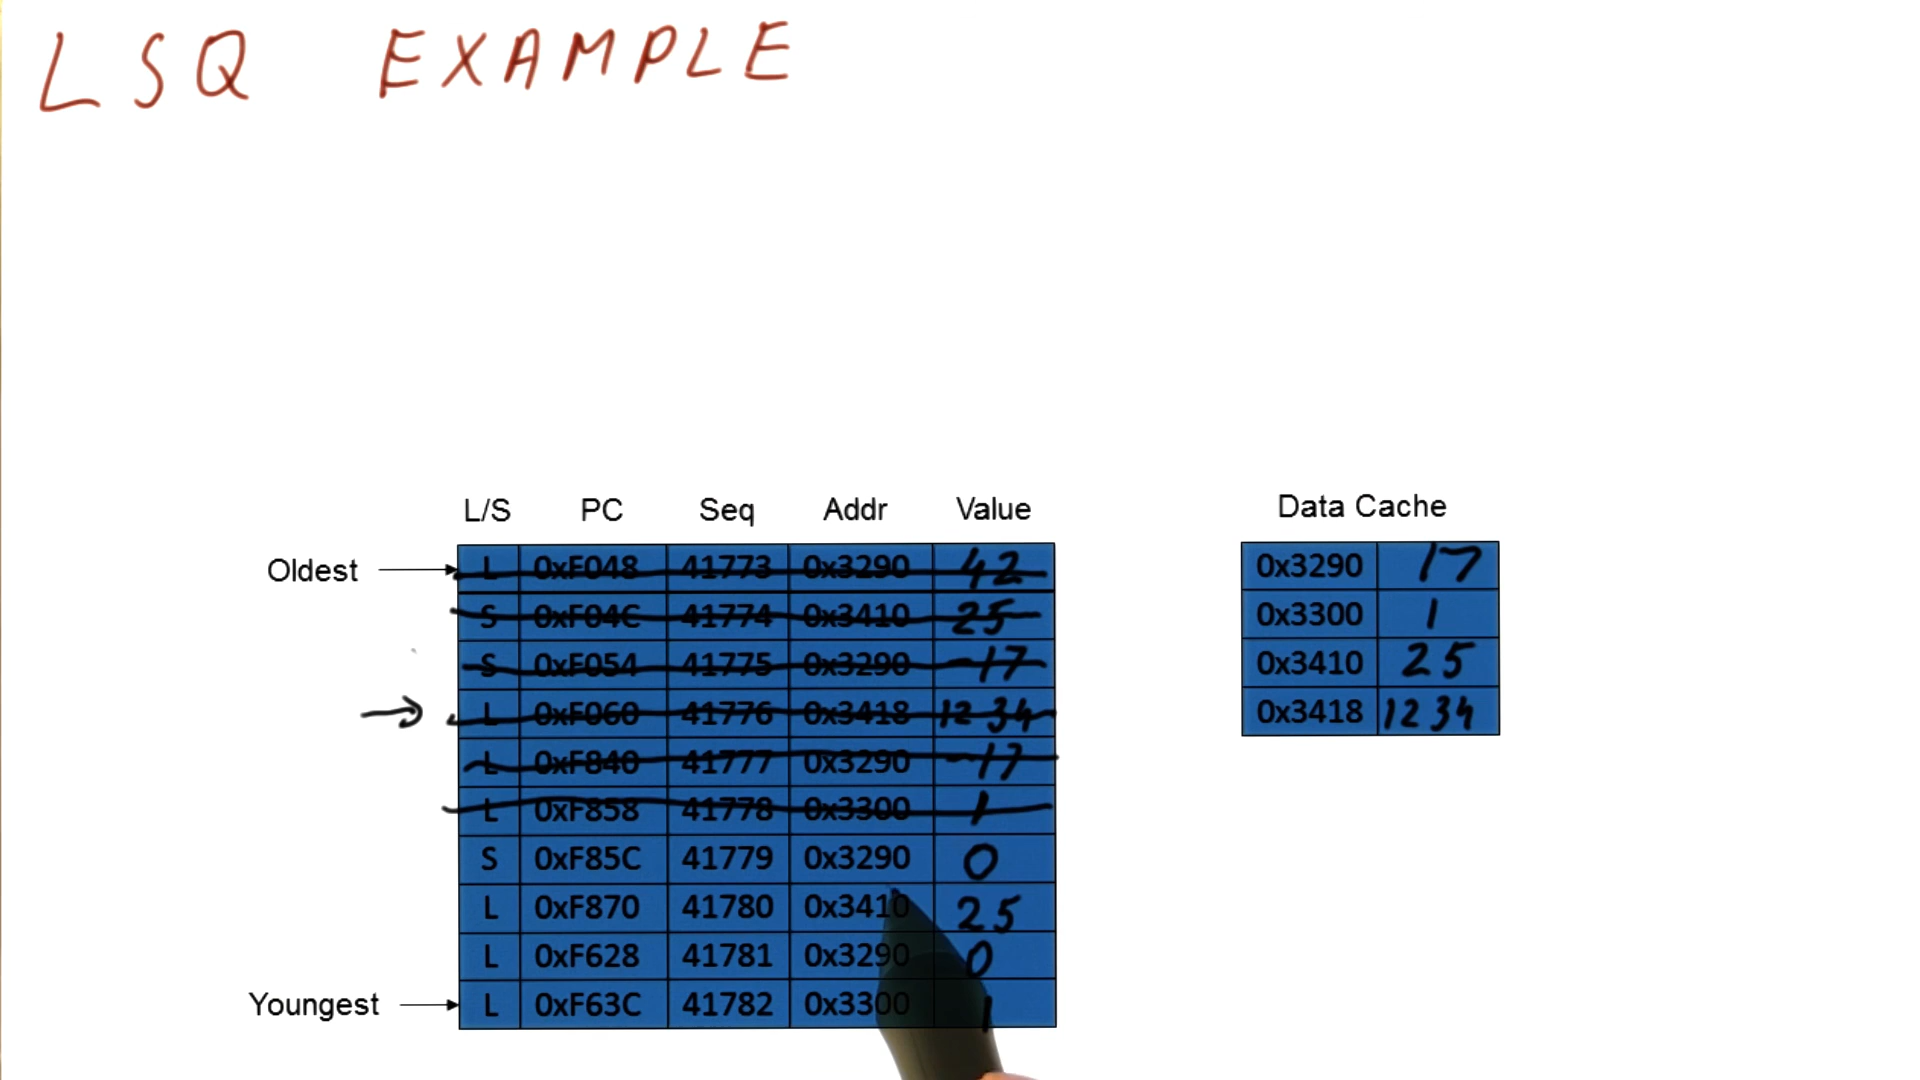 LSQ EXAMPLE
L/S PC Seq Addr Value Data Cache
Oldest L 0xF048 41773 0x3290 42 0x3290 17
S 0xF04C 41774 0x3410 25 0x3300 1
S 0xF054 41775 0x3290 -17 0x3410 25
L 0xF060 41776 0x3418 1234 0x3418 1234
L 0xF840 41777 0x3290 -17
L 0xF858 41778 0x3300 1
S 0xF85C 41779 0x3290 0
L 0xF870 41780 0x3410 25
L 0xF628 41781 0x3290 0
Youngest L 0xF63C 41782 0x3300 1